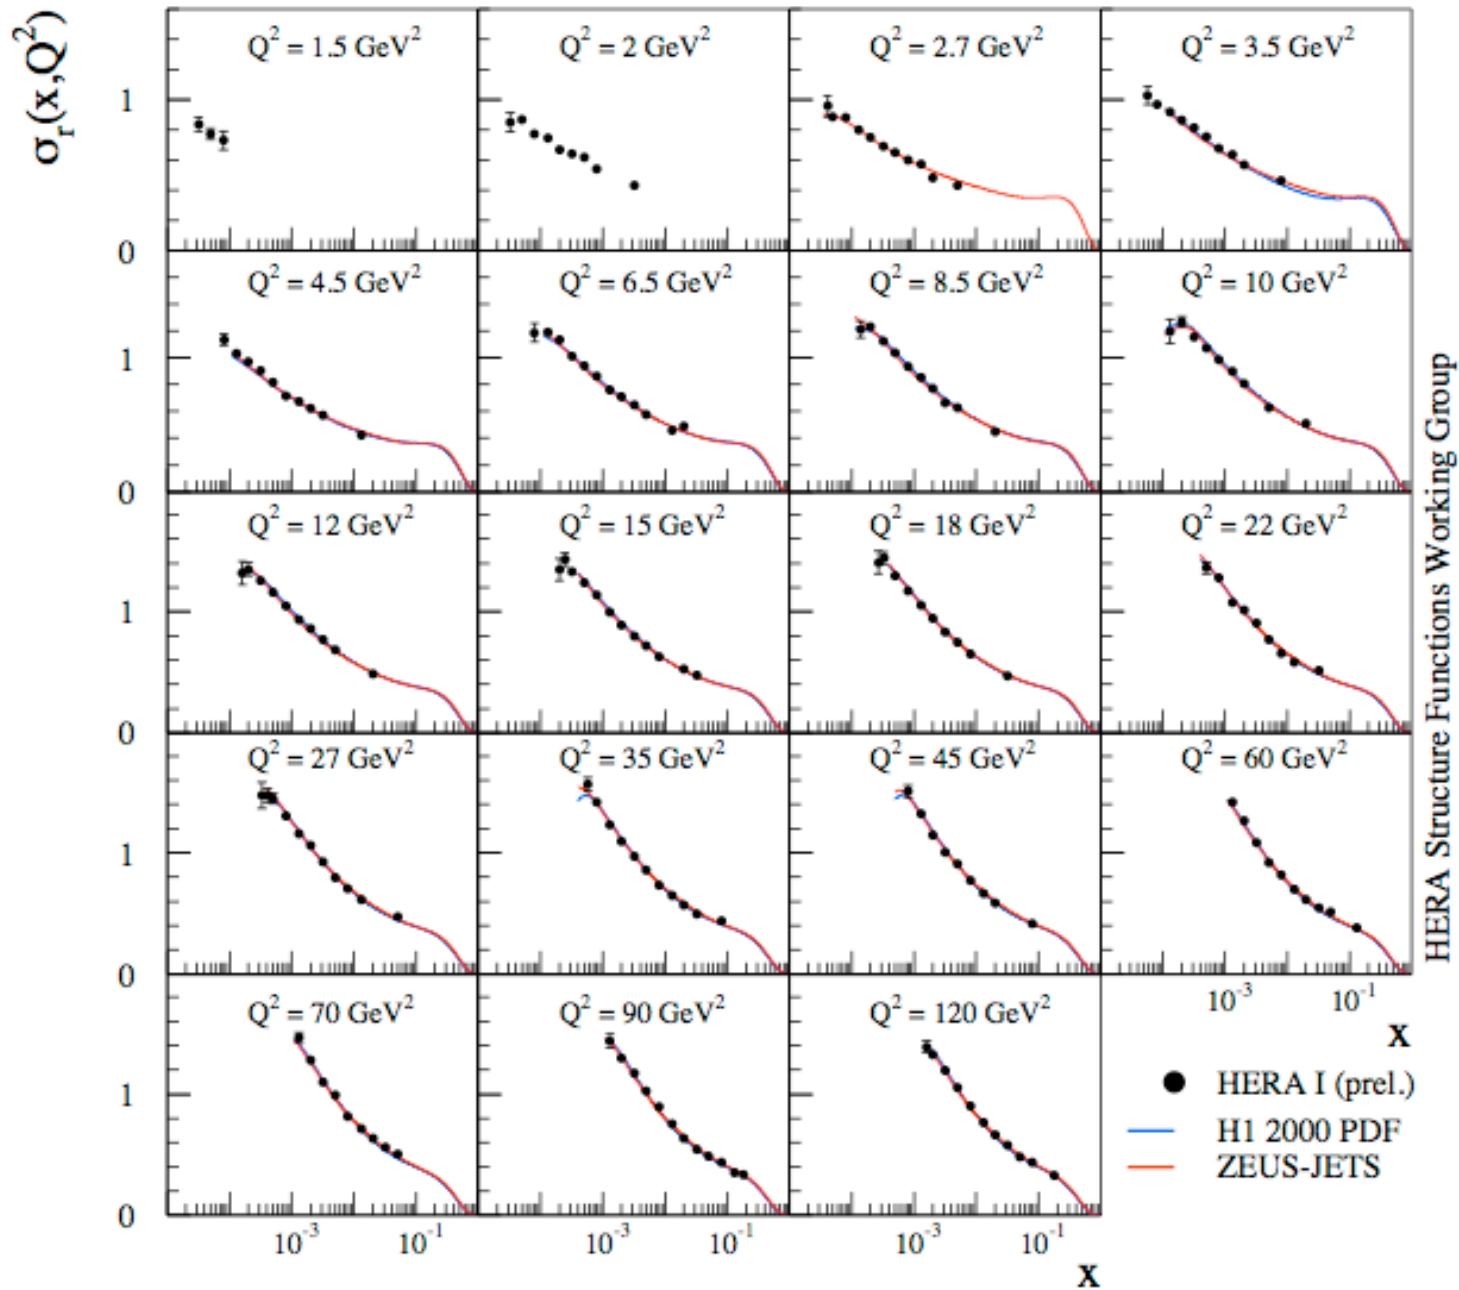 σr(x,Q²)
Q² = 1.5 GeV²
Q² = 2 GeV²
Q² = 2.7 GeV²
Q² = 3.5 GeV²
1
0
Q² = 4.5 GeV²
Q² = 6.5 GeV²
Q² = 8.5 GeV²
Q² = 10 GeV²
1
0
Q² = 12 GeV²
Q² = 15 GeV²
Q² = 18 GeV²
Q² = 22 GeV²
1
0
Q² = 27 GeV²
Q² = 35 GeV²
Q² = 45 GeV²
Q² = 60 GeV²
1
0
10⁻³ 10⁻¹
x
Q² = 70 GeV²
Q² = 90 GeV²
Q² = 120 GeV²
1
0
10⁻³ 10⁻¹
10⁻³ 10⁻¹
10⁻³ 10⁻¹
x
HERA I (prel.)
H1 2000 PDF
ZEUS-JETS
HERA Structure Functions Working Group